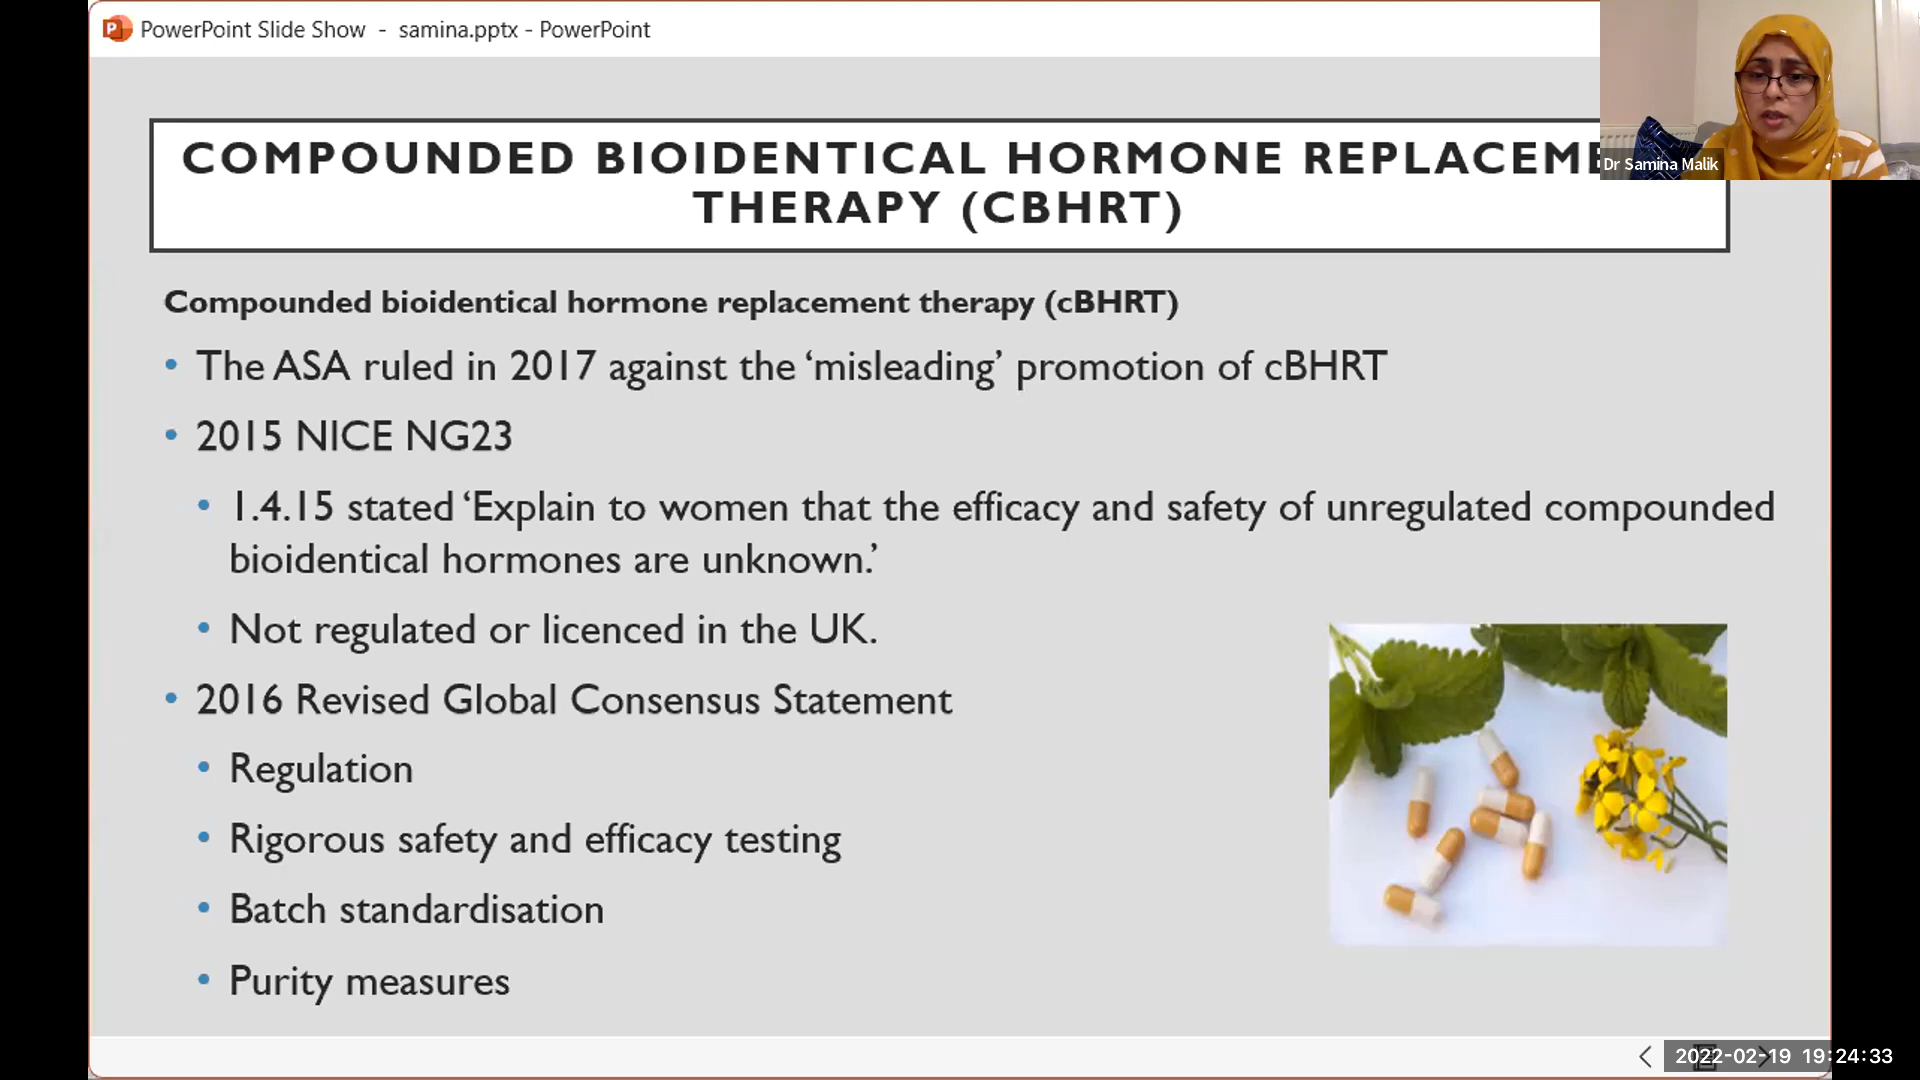 PowerPoint Slide Show - samina.pptx - PowerPoint
COMPOUNDED BIOIDENTICAL HORMONE REPLACEME
THERAPY (CBHRT)
Dr Samina Malik
Compounded bioidentical hormone replacement therapy (cBHRT)
• The ASA ruled in 2017 against the ‘misleading’ promotion of cBHRT
• 2015 NICE NG23
• 1.4.15 stated ‘Explain to women that the efficacy and safety of unregulated compounded
bioidentical hormones are unknown.’
• Not regulated or licenced in the UK.
• 2016 Revised Global Consensus Statement
• Regulation
• Rigorous safety and efficacy testing
• Batch standardisation
• Purity measures
2022-02-19 19:24:33